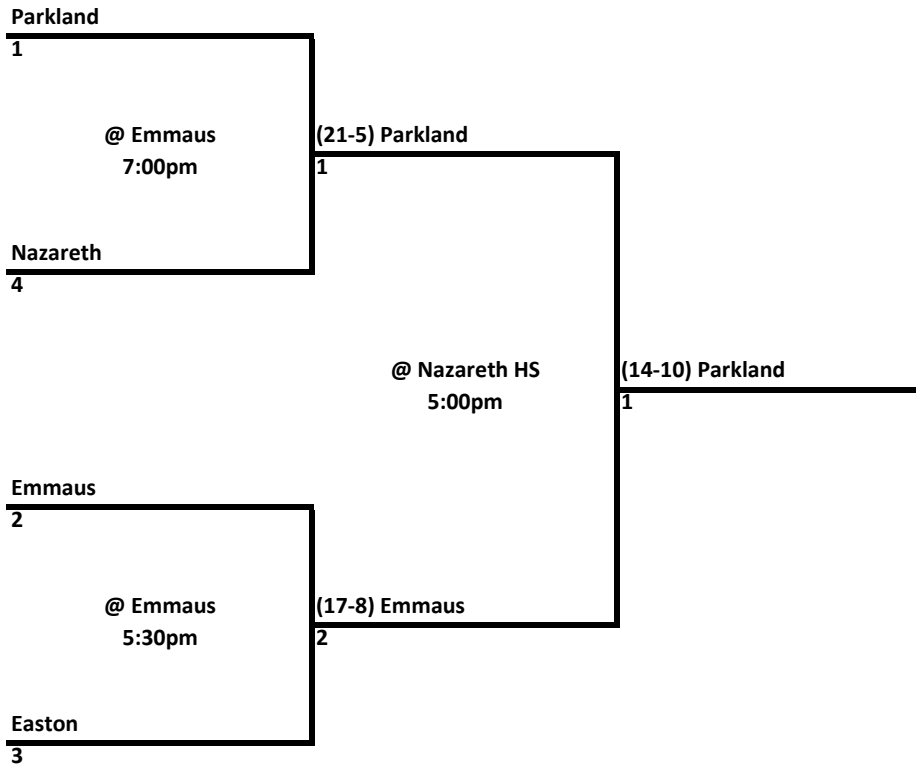 Parkland
1
@ Emmaus
7:00pm
(21-5) Parkland
1
Nazareth
4
@ Nazareth HS
5:00pm
(14-10) Parkland
1
Emmaus
2
@ Emmaus
5:30pm
(17-8) Emmaus
2
Easton
3